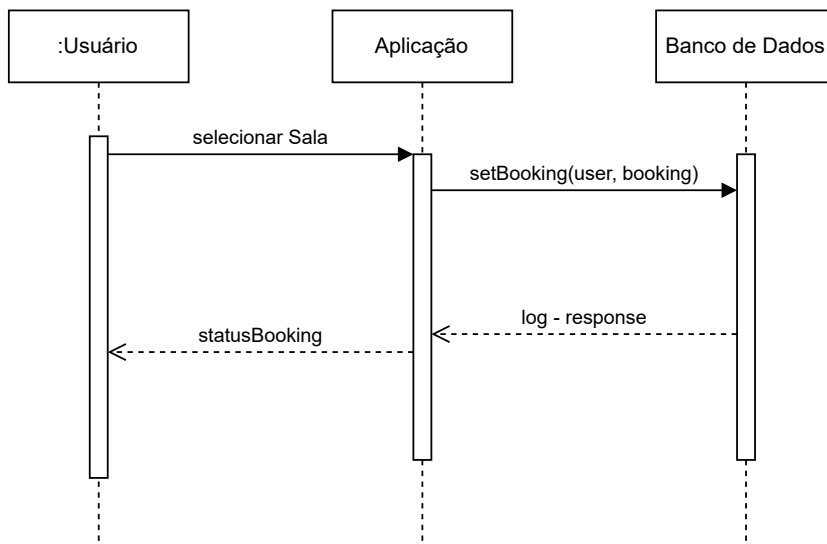 :Usuário
Aplicação
Banco de Dados
selecionar Sala
setBooking(user, booking)
log - response
statusBooking